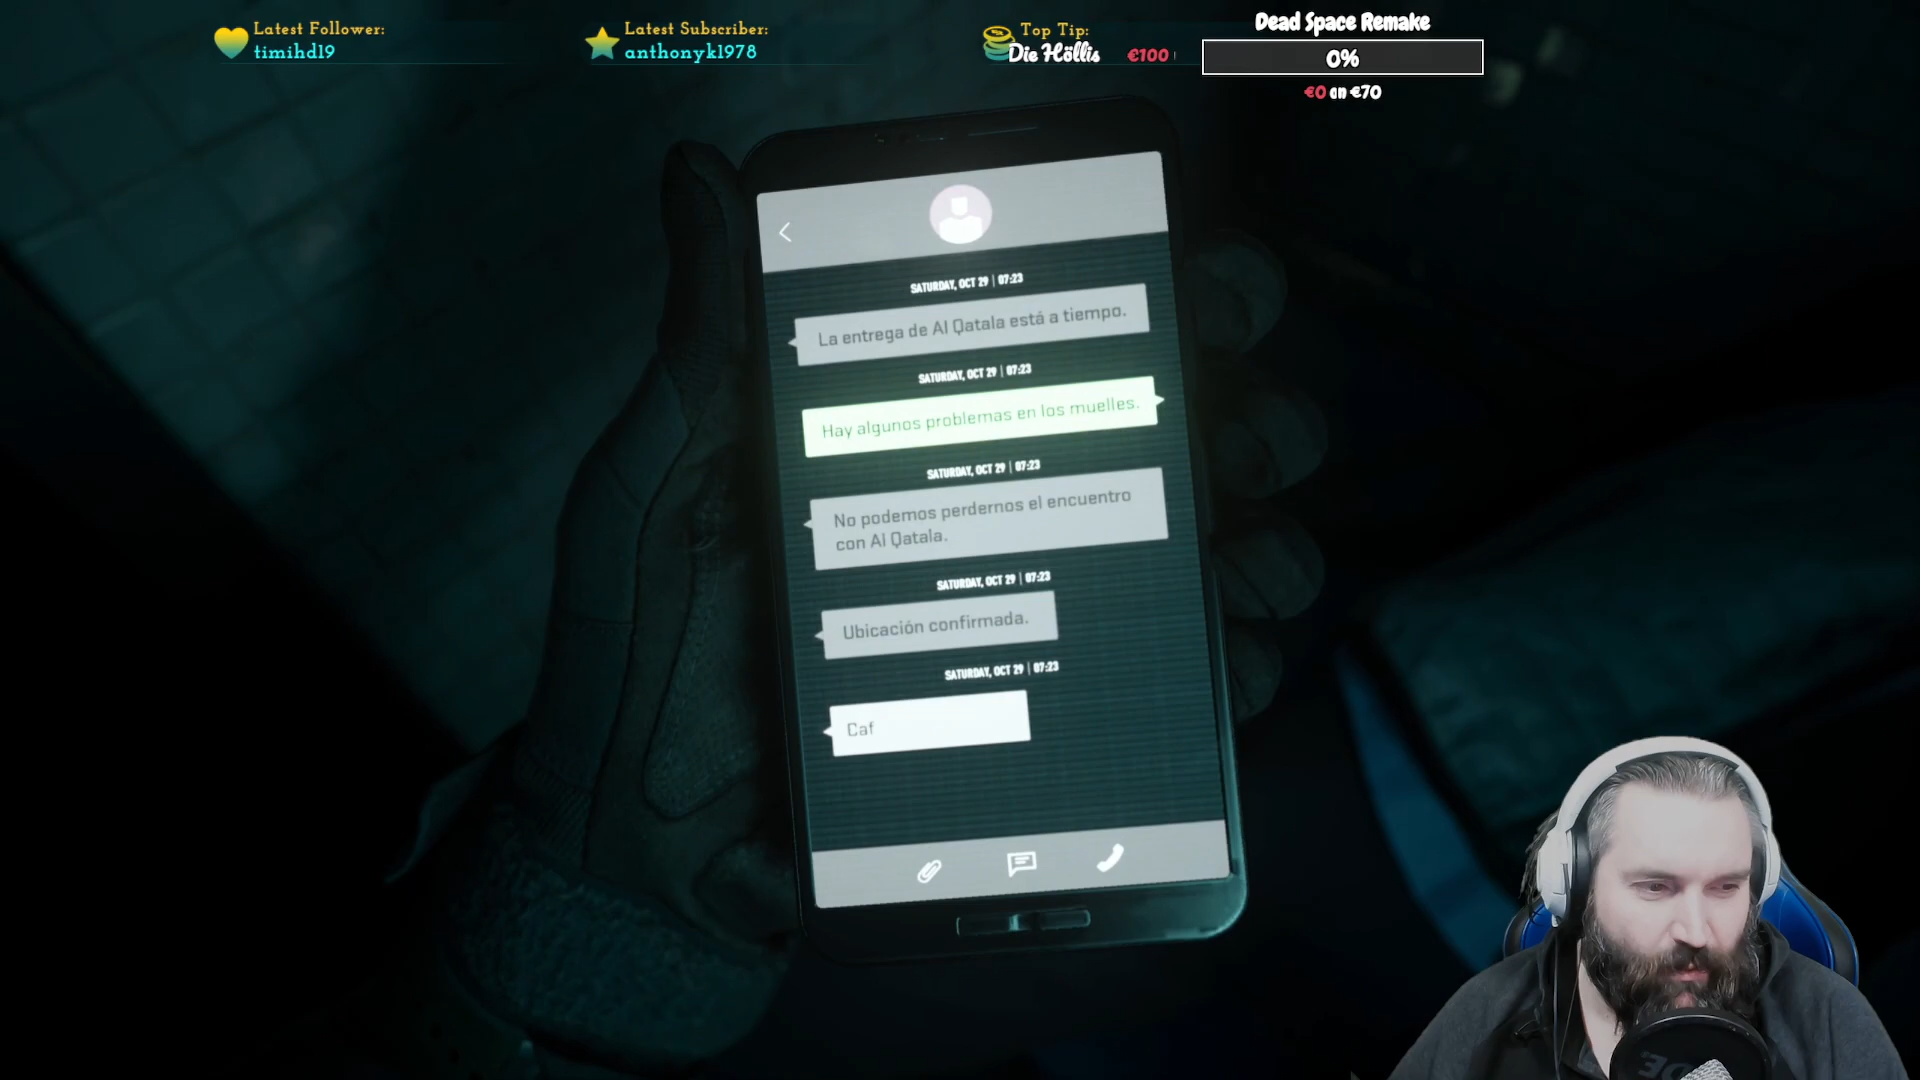 Latest Follower:
timihd19
Latest Subscriber:
anthonyk1978
Top Tip:
Die Höllis €100
Dead Space Remake
0%
€0 an €70
SATURDAY, OCT 29 | 07:23
La entrega de Al Qatala está a tiempo.
SATURDAY, OCT 29 | 07:23
Hay algunos problemas en los muelles.
SATURDAY, OCT 29 | 07:23
No podemos perdernos el encuentro
con Al Qatala.
SATURDAY, OCT 29 | 07:23
Ubicación confirmada.
SATURDAY, OCT 29 | 07:23
Caf